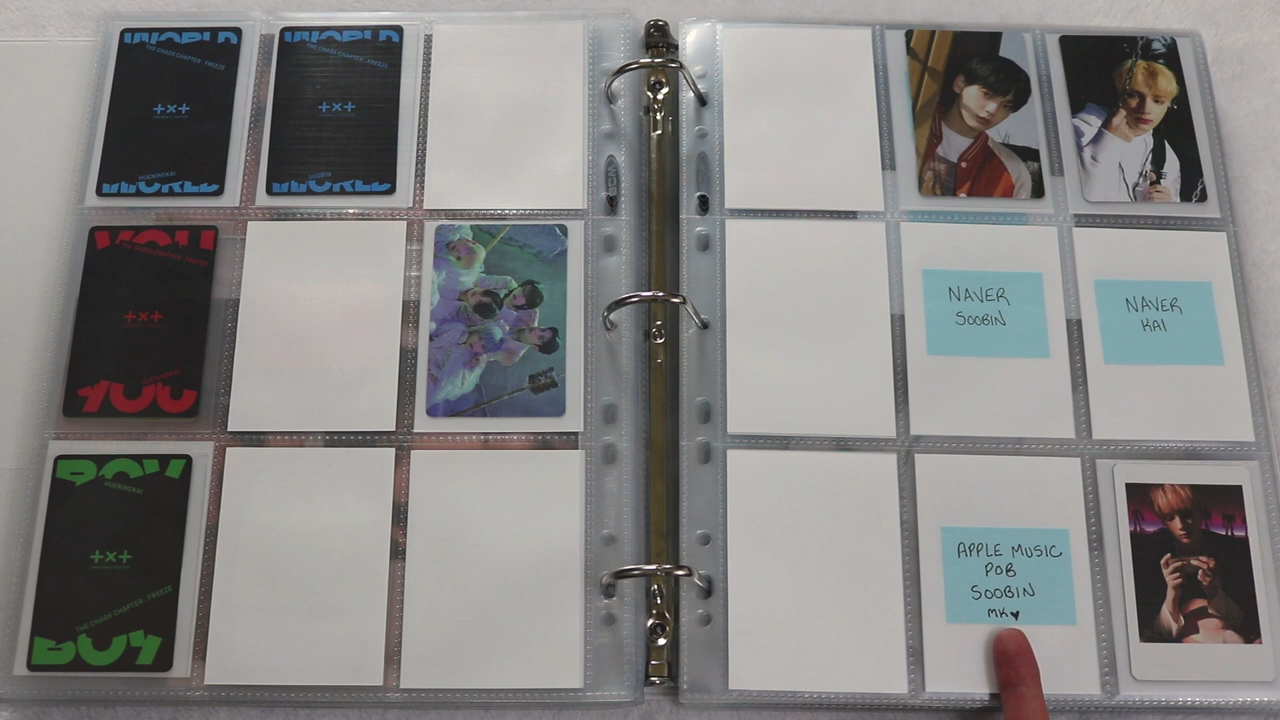 WORLD
THE CHAOS CHAPTER : FREEZE
+x+
HUENINGKAI
WORLD
WORLD
THE CHAOS CHAPTER : FREEZE
+x+
SOOBIN
WORLD
YOU
THE CHAOS CHAPTER : FREEZE
+x+
HUENINGKAI
YOU
BOY
HUENINGKAI
+x+
THE CHAOS CHAPTER : FREEZE
BOY
NAVER
SOOBIN
NAVER
KAI
APPLE MUSIC
POB
SOOBIN
MK♥